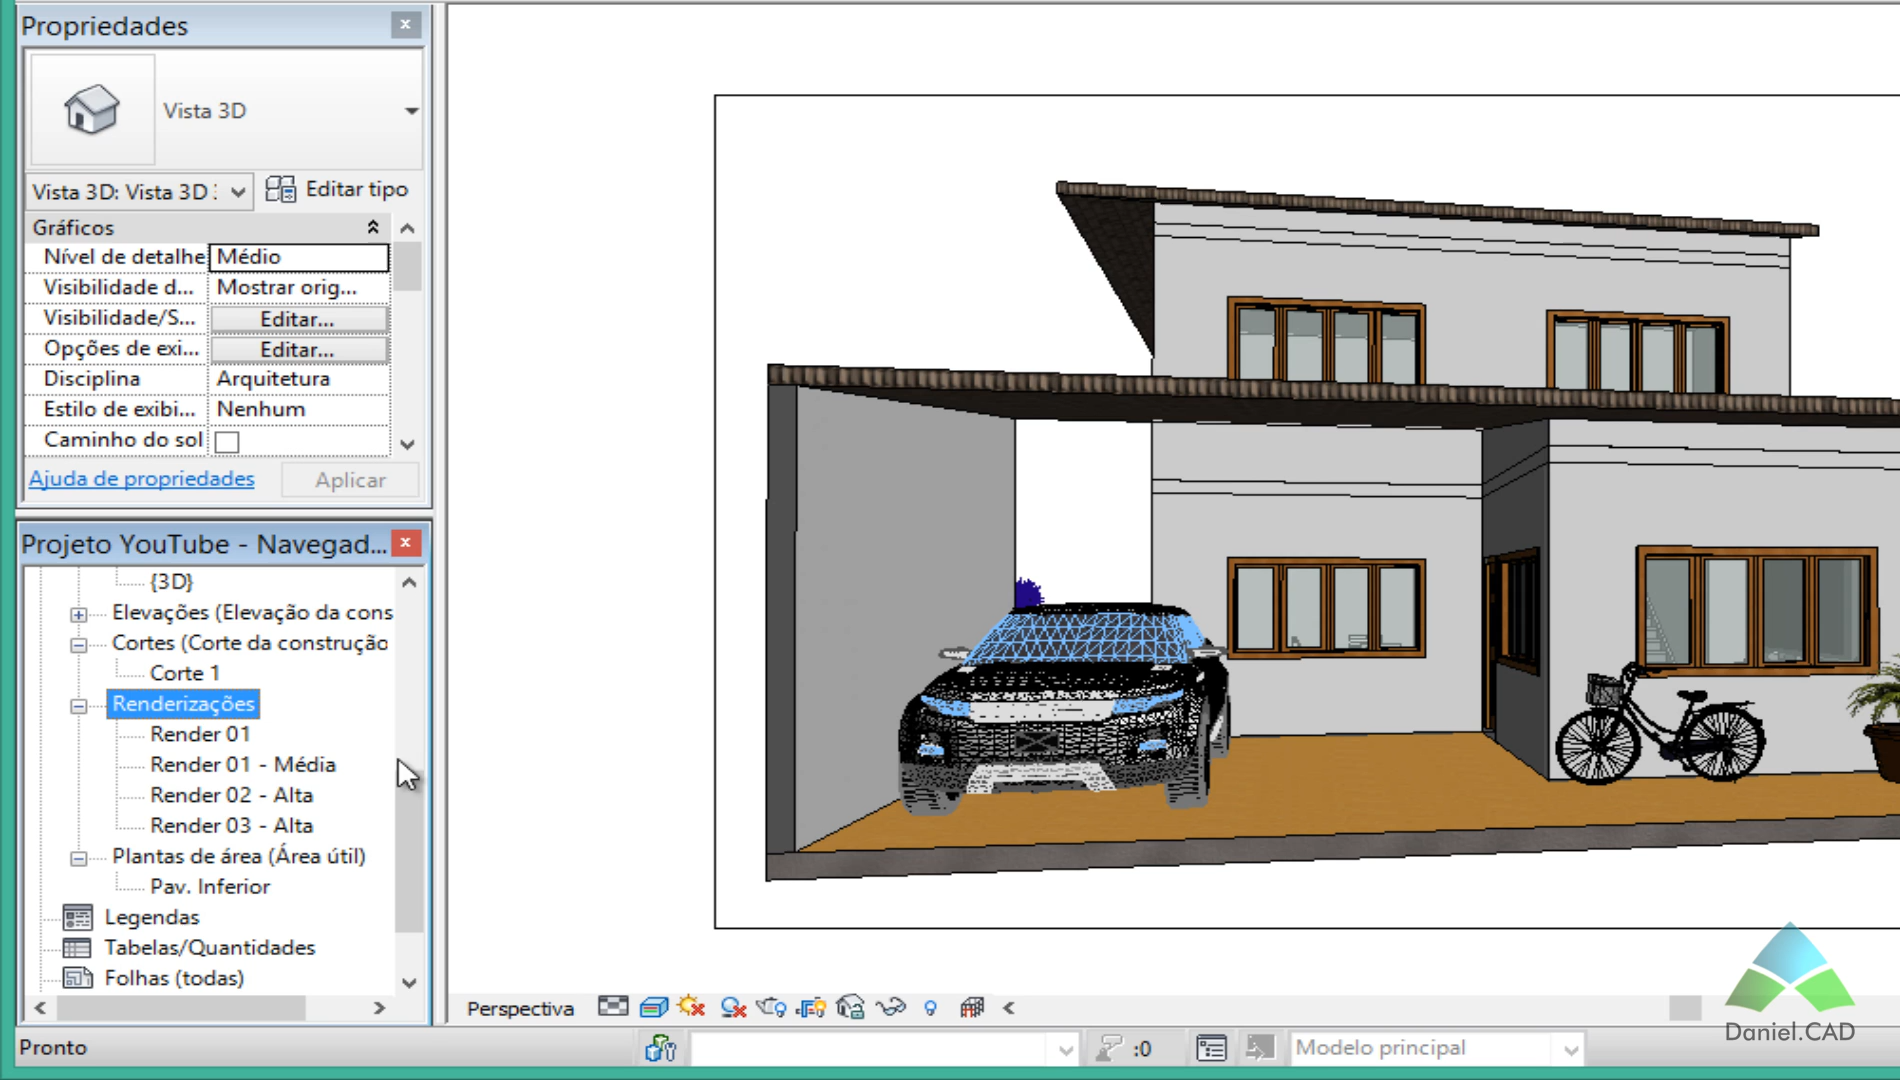 Propriedades
Vista 3D
Vista 3D: Vista 3D
Editar tipo
Gráficos
Nível de detalhe Médio
Visibilidade d... Mostrar orig...
Visibilidade/S... Editar...
Opções de exi... Editar...
Disciplina Arquitetura
Estilo de exibi... Nenhum
Caminho do sol
Ajuda de propriedades
Aplicar
Projeto YouTube - Navegad...
{3D}
Elevações (Elevação da cons
Cortes (Corte da construção
Corte 1
Renderizações
Render 01
Render 01 - Média
Render 02 - Alta
Render 03 - Alta
Plantas de área (Área útil)
Pav. Inferior
Legendas
Tabelas/Quantidades
Folhas (todas)
Perspectiva
Daniel.CAD
Pronto
:0
Modelo principal